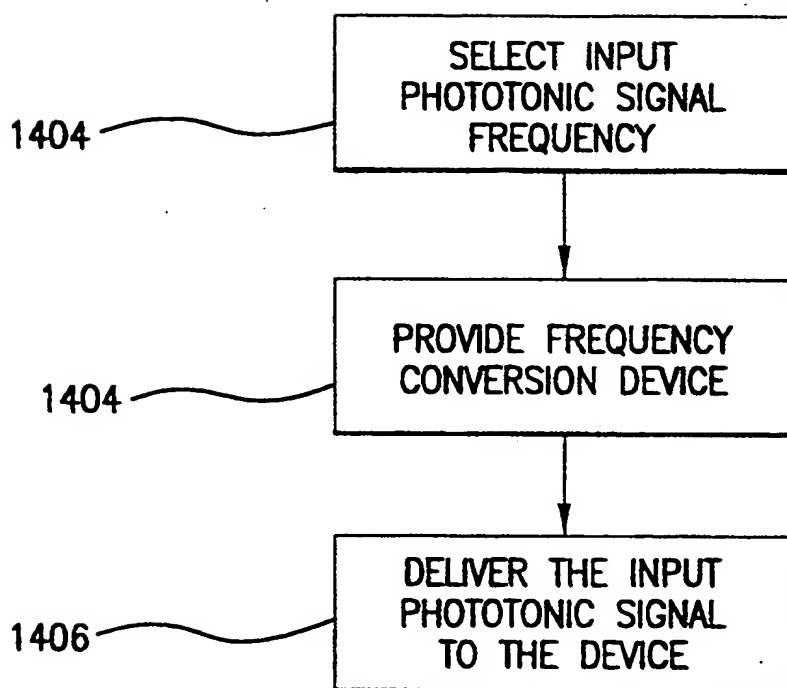 SELECT INPUT
PHOTOTONIC SIGNAL
FREQUENCY
1404
PROVIDE FREQUENCY
CONVERSION DEVICE
1404
DELIVER THE INPUT
PHOTOTONIC SIGNAL
TO THE DEVICE
1406